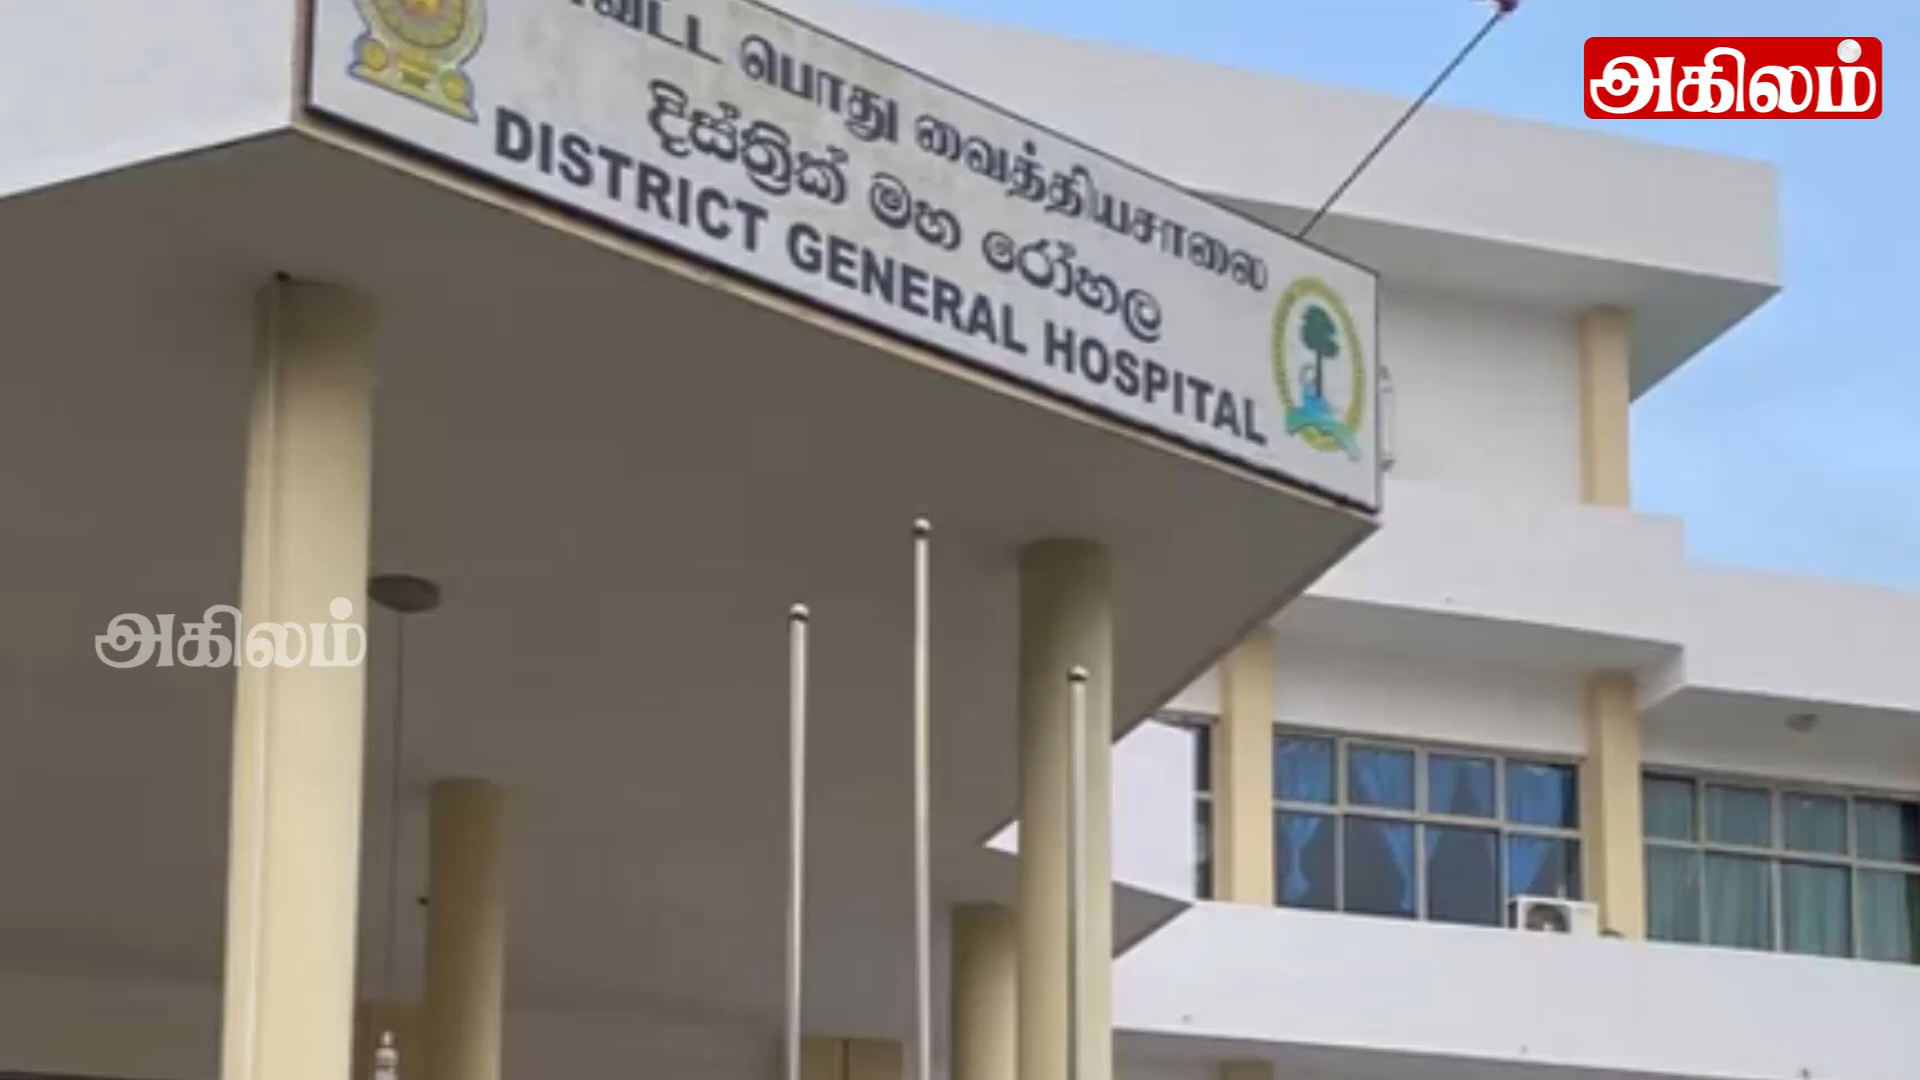 பொது வைத்தியசாலை
දිස්ත්‍රික් මහ රෝහල
DISTRICT GENERAL HOSPITAL
அகிலம்
அகிலம்